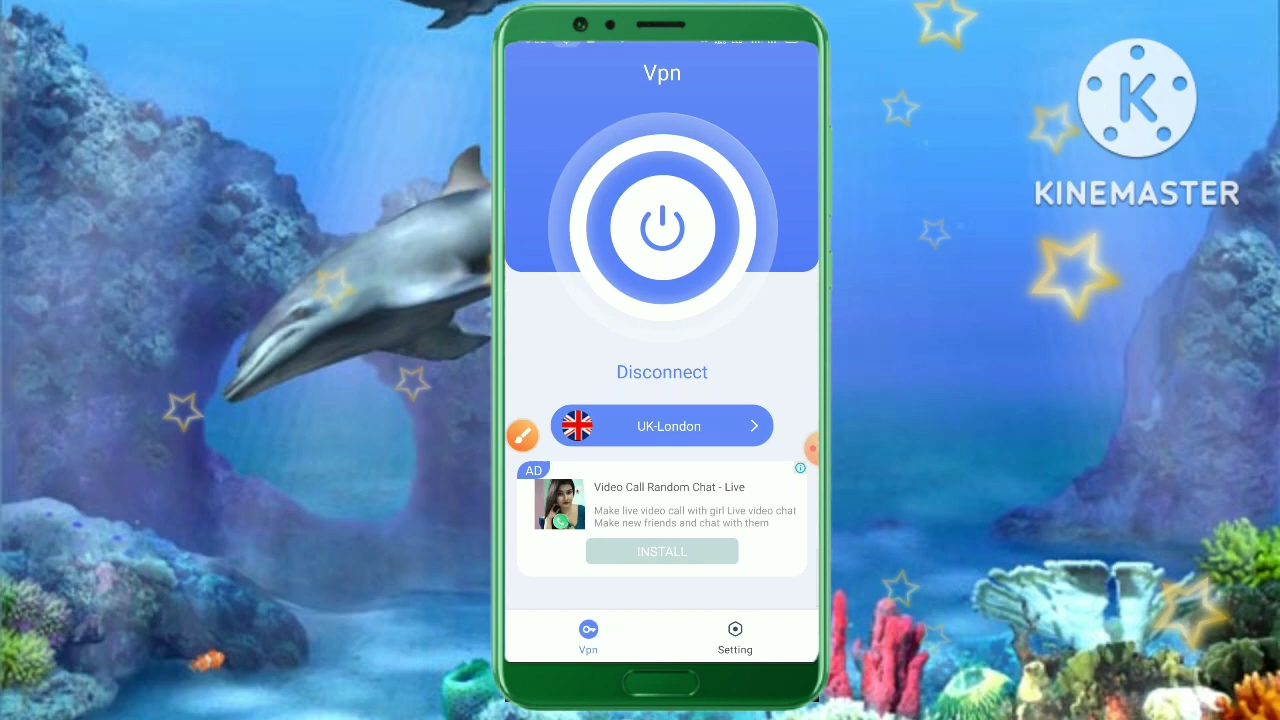 Vpn
K
KINEMASTER
Disconnect
UK-London
AD
Video Call Random Chat - Live
Make live video call with girl Live video chat
Make new friends and chat with them
INSTALL
Vpn
Setting